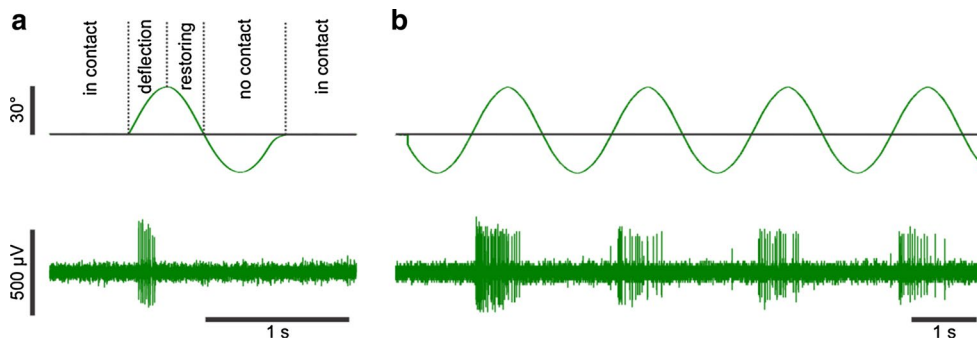 a
in contact
deflection
restoring
no contact
in contact
30°
500 µV
1 s
b
1 s